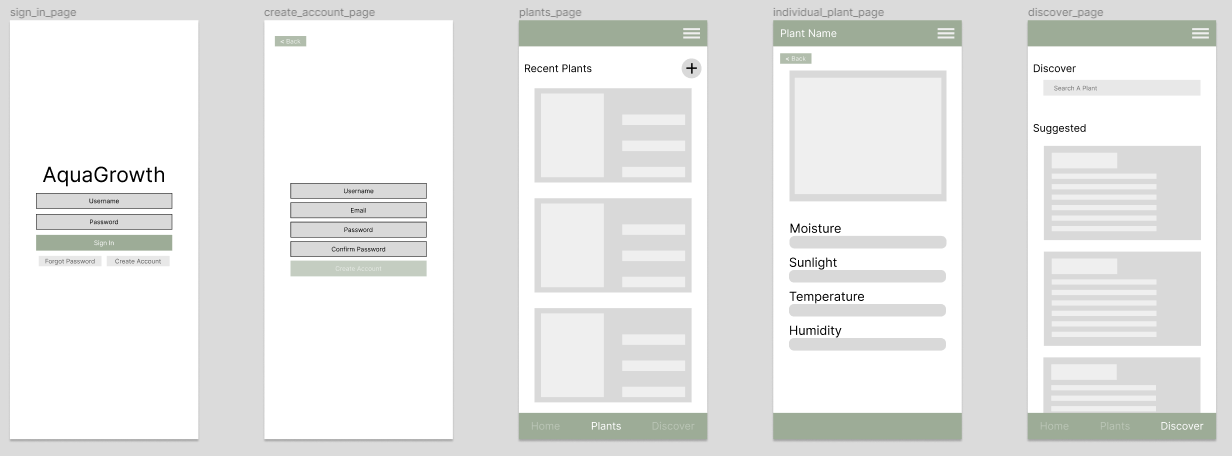 sign_in_page
AquaGrowth
Username
Password
Sign In
Forgot Password Create Account
create_account_page
< Back
Username
Email
Password
Confirm Password
Create Account
plants_page
Recent Plants +
Home Plants Discover
individual_plant_page
Plant Name
< Back
Moisture
Sunlight
Temperature
Humidity
discover_page
Discover
Search A Plant
Suggested
Home Plants Discover